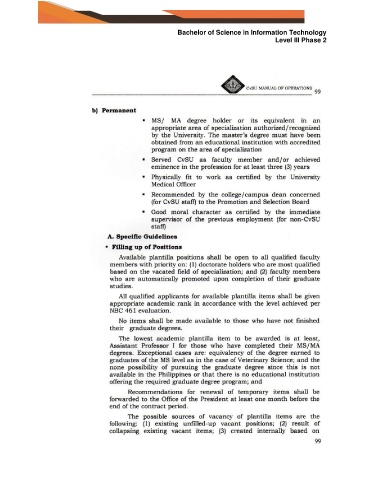 Bachelor of Science in Information Technology
Level III Phase 2
CvSU MANUAL OF OPERATIONS 99
b) Permanent
▪ MS/ MA degree holder or its equivalent in an
appropriate area of specialization authorized/recognized
by the University. The master's degree must have been
obtained from an educational institution with accredited
program on the area of specialization
▪ Served CvSU as faculty member and/or achieved
eminence in the profession for at least three (3) years
▪ Physically fit to work as certified by the University
Medical Officer
▪ Recommended by the college/campus dean concerned
(for CvSU staff) to the Promotion and Selection Board
▪ Good moral character as certified by the immediate
supervisor of the previous employment (for non-CvSU
staff)
A. Specific Guidelines
• Filling up of Positions
Available plantilla positions shall be open to all qualified faculty
members with priority on: (1) doctorate holders who are most qualified
based on the vacated field of specialization; and (2) faculty members
who are automatically promoted upon completion of their graduate
studies.
All qualified applicants for available plantilla items shall be given
appropriate academic rank in accordance with the level achieved per
NBC 461 evaluation.
No items shall be made available to those who have not finished
their graduate degrees.
The lowest academic plantilla item to be awarded is at least,
Assistant Professor I for those who have completed their MS/MA
degrees. Exceptional cases are: equivalency of the degree earned to
graduates of the MS level as in the case of Veterinary Science; and the
none possibility of pursuing the graduate degree since this is not
available in the Philippines or that there is no educational institution
offering the required graduate degree program; and
Recommendations for renewal of temporary items shall be
forwarded to the Office of the President at least one month before the
end of the contract period.
The possible sources of vacancy of plantilla items are the
following: (1) existing unfilled-up vacant positions; (2) result of
collapsing existing vacant items; (3) created internally based on
99